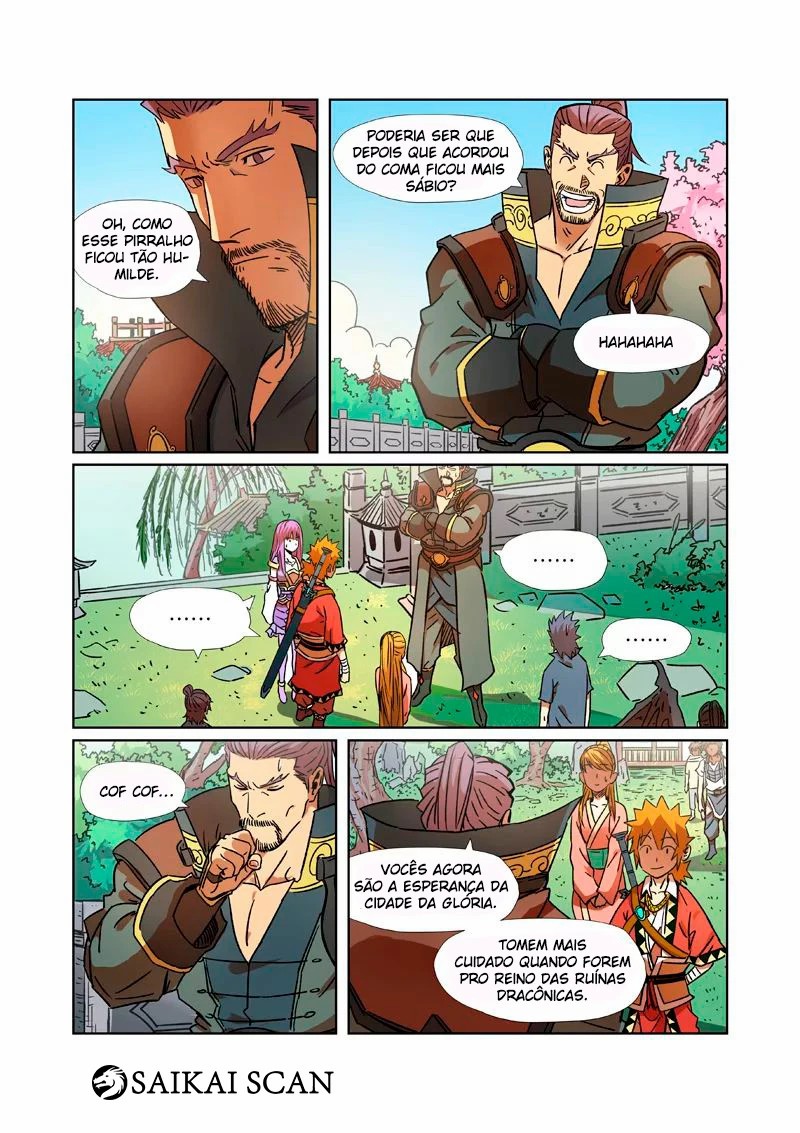 OH, COMO
ESSE PIRRALHO
FICOU TÃO HU-
MILDE.
PODERIA SER QUE
DEPOIS QUE ACORDOU
DO COMA FICOU MAIS
SÁBIO?
HAHAHAHA
......
......
......
COF COF...
VOCÊS AGORA
SÃO A ESPERANÇA DA
CIDADE DA GLÓRIA.
TOMEM MAIS
CUIDADO QUANDO FOREM
PRO REINO DAS RUÍNAS
DRACÔNICAS.
SAIKAI SCAN